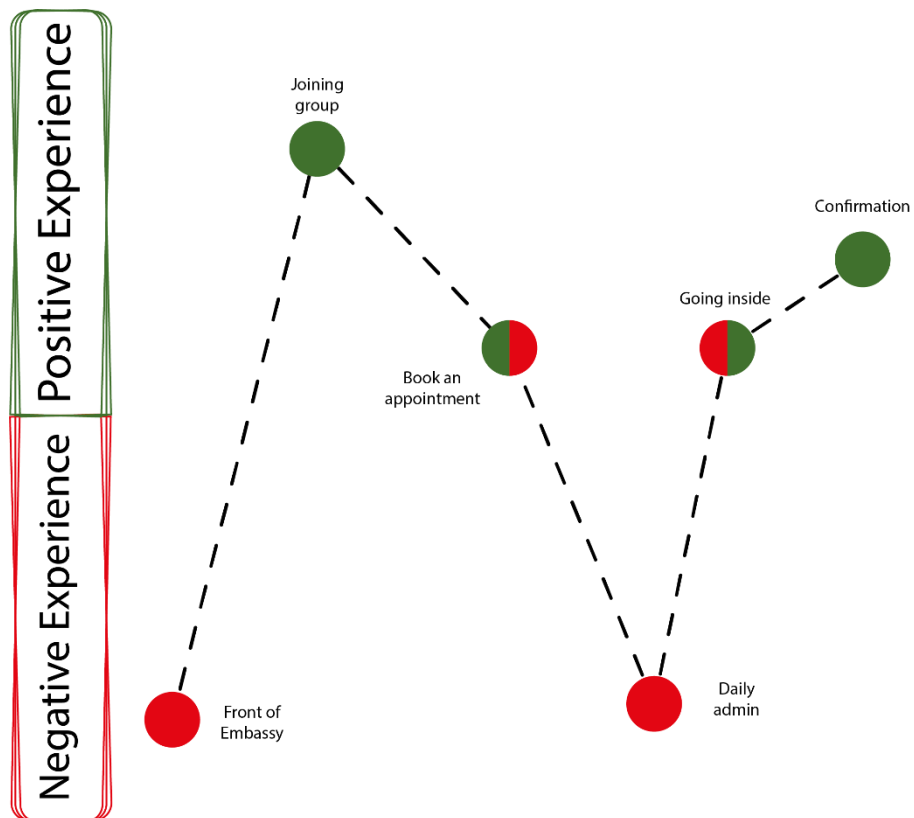 Positive Experience
Negative Experience
Joining
group
Confirmation
Going inside
Book an
appointment
Front of
Embassy
Daily
admin